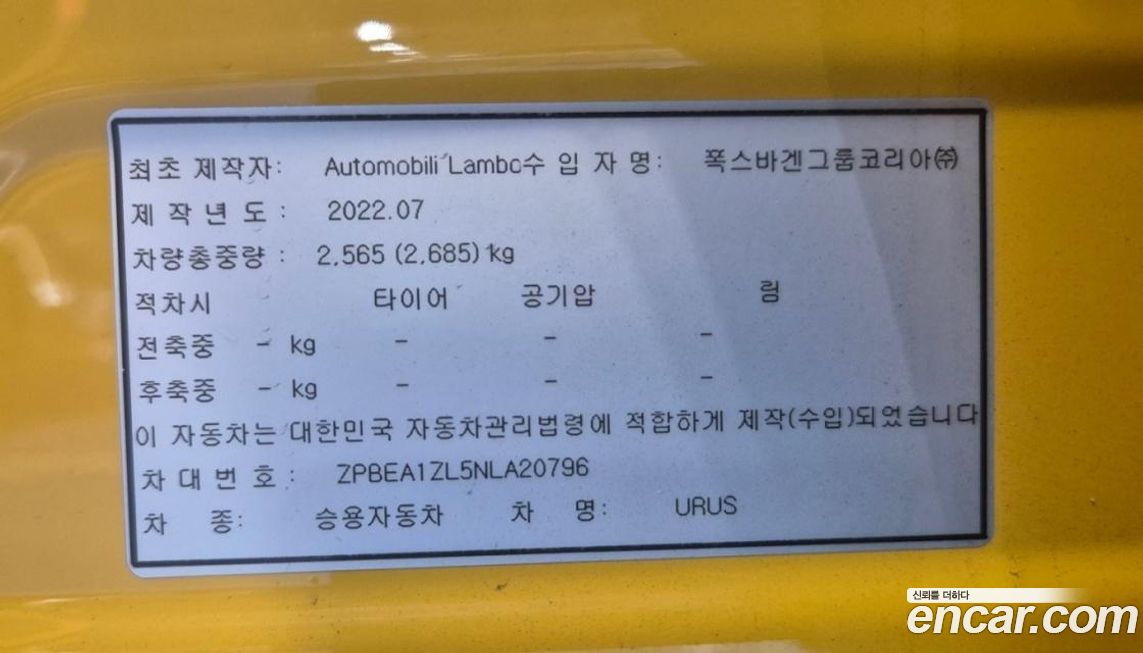 최초 제작자: Automobili Lambo수 입 자 명: 폭스바겐그룹코리아㈜
제 작 년 도 : 2022.07
차량총중량 : 2,565 (2,685) kg
적차시 타이어 공기압 림
전축중 - kg - - -
후축중 - kg - - -
이 자동차는 대한민국 자동차관리법령에 적합하게 제작(수입)되었습니다
차 대 번 호 : ZPBEA1ZL5NLA20796
차 종: 승용자동차 차 명: URUS
신뢰를 더하다
encar.com